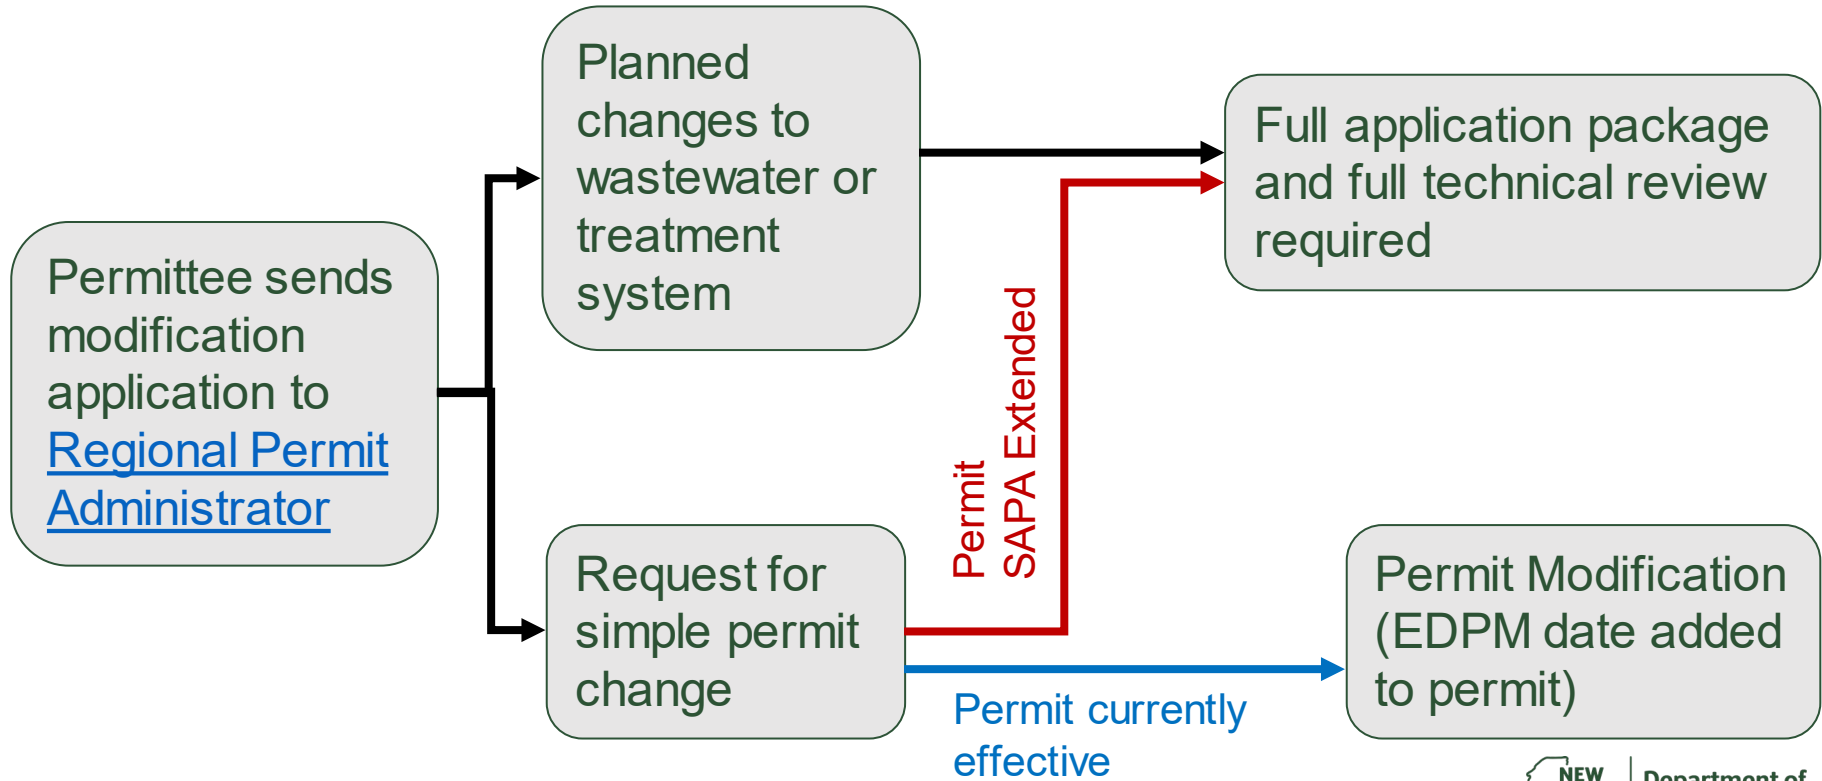 Permittee sends
modification
application to
Regional Permit
Administrator
Planned
changes to
wastewater or
treatment
system
Full application package
and full technical review
required
Permit
SAPA Extended
Request for
simple permit
change
Permit currently
effective
Permit Modification
(EDPM date added
to permit)
NEW
Department of